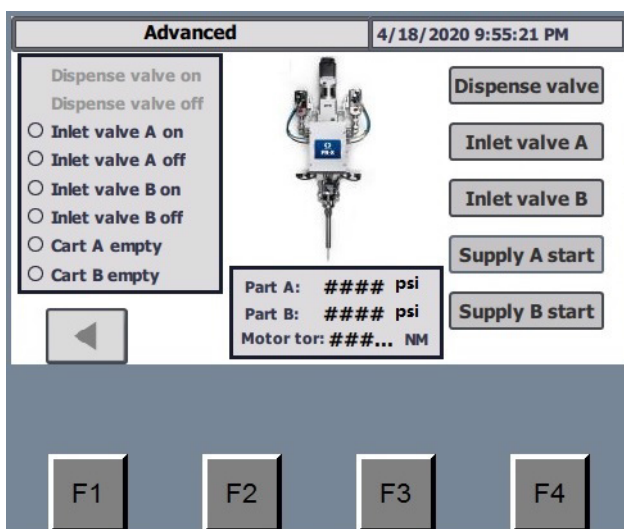 Advanced
4/18/2020 9:55:21 PM
Dispense valve on
Dispense valve off
Inlet valve A on
Inlet valve A off
Inlet valve B on
Inlet valve B off
Cart A empty
Cart B empty
PR-X
Part A: #### psi
Part B: #### psi
Motor tor: ###... NM
Dispense valve
Inlet valve A
Inlet valve B
Supply A start
Supply B start
F1 F2 F3 F4